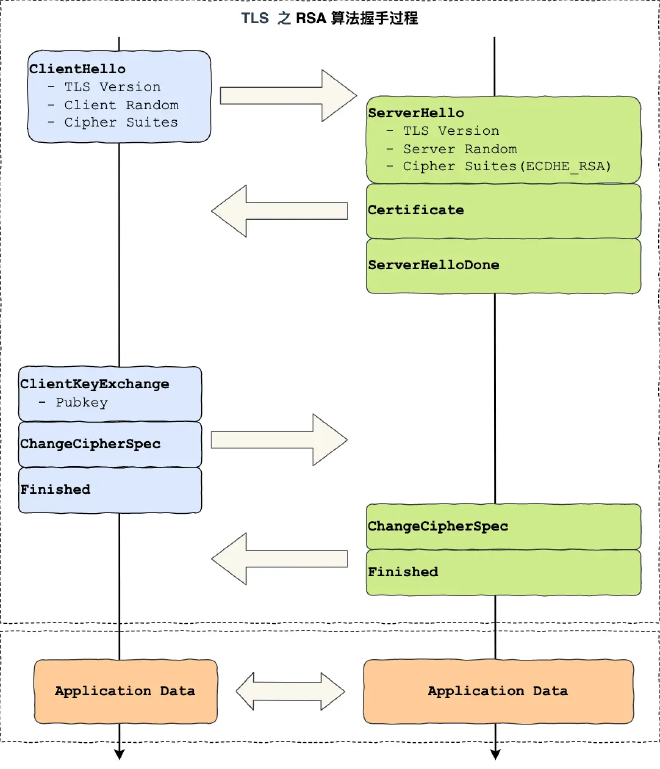 TLS 之 RSA 算法握手过程
ClientHello
- TLS Version
- Client Random
- Cipher Suites
ServerHello
- TLS Version
- Server Random
- Cipher Suites(ECDHE_RSA)
Certificate
ServerHelloDone
ClientKeyExchange
- Pubkey
ChangeCipherSpec
Finished
ChangeCipherSpec
Finished
Application Data
Application Data